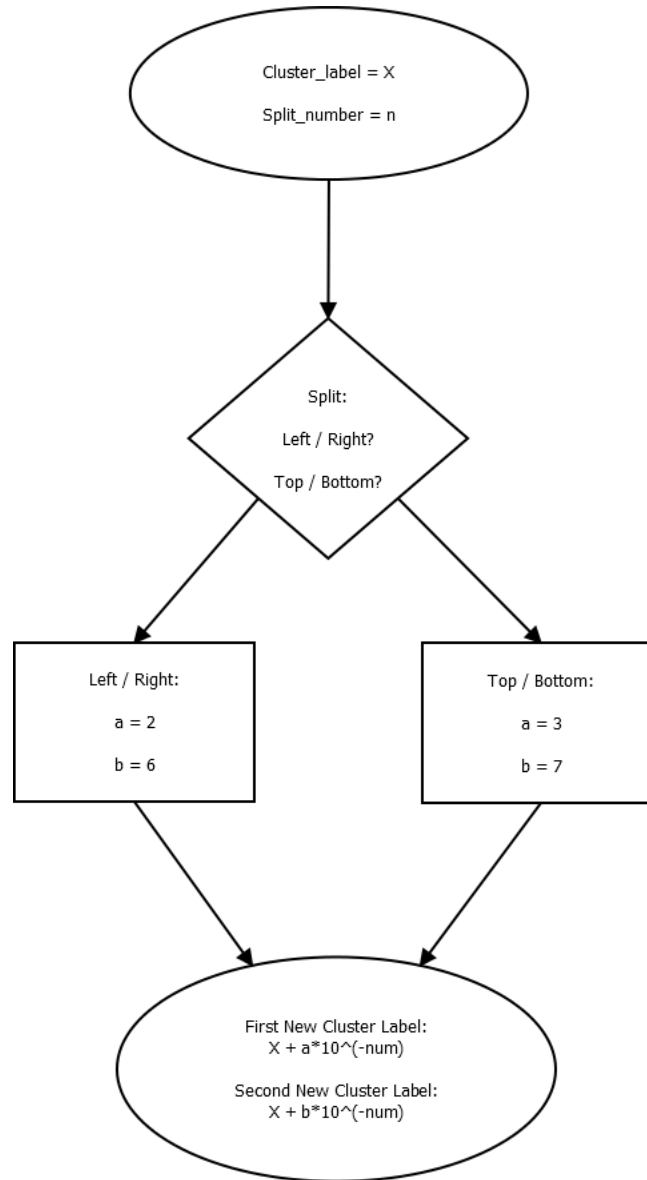 Cluster_label = X
Split_number = n
Split:
Left / Right?
Top / Bottom?
Left / Right:
a = 2
b = 6
Top / Bottom:
a = 3
b = 7
First New Cluster Label:
X + a*10^(-num)
Second New Cluster Label:
X + b*10^(-num)